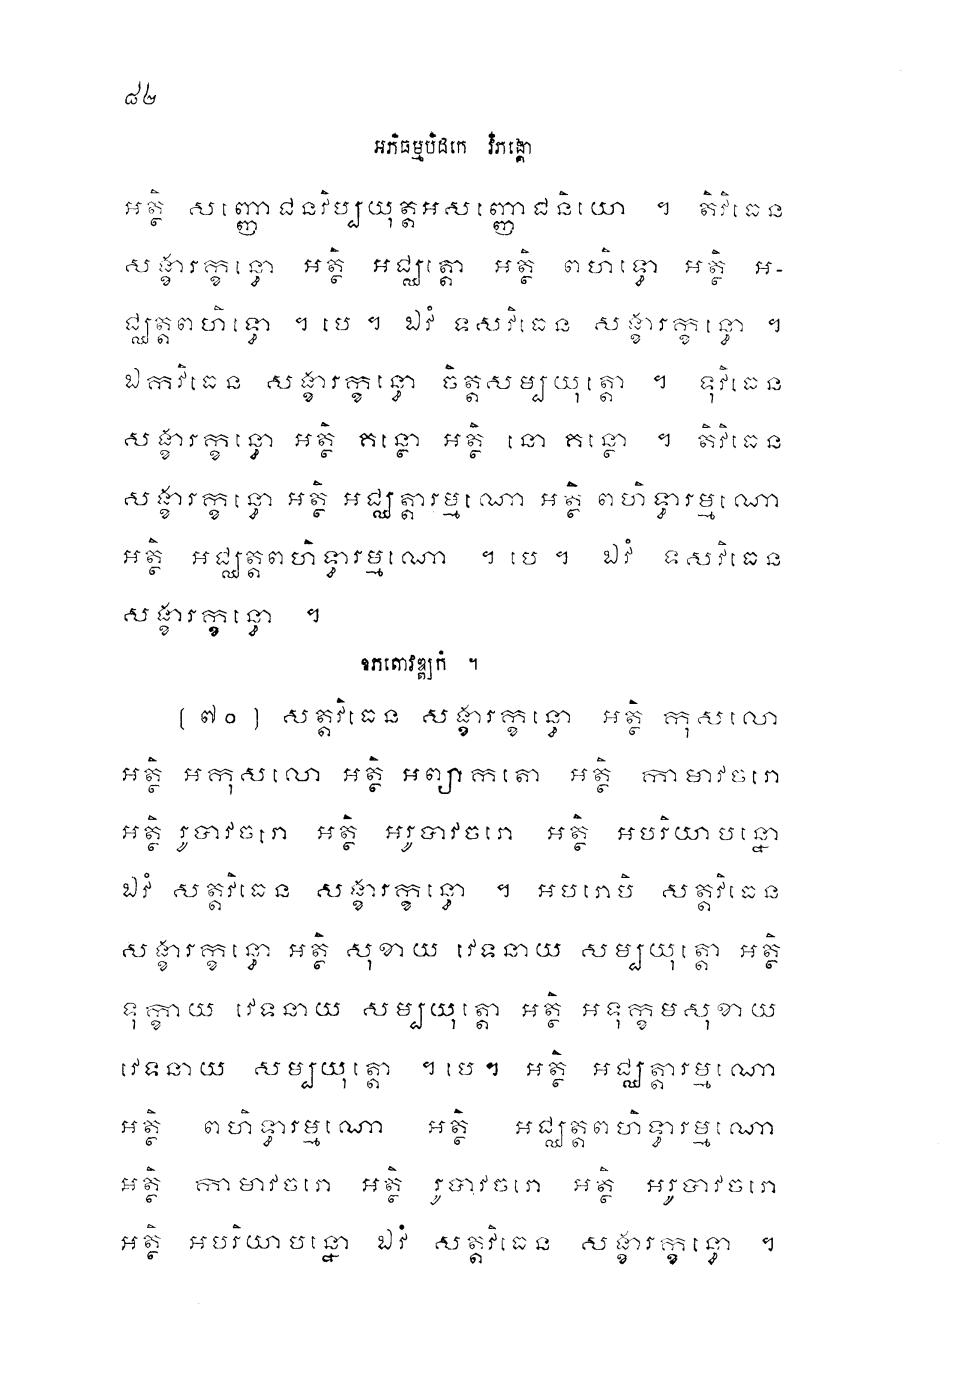 ៨២
អភិធម្មបិដកេ វិភង្គោ
អត្ថិ សញ្ញោជនវិប្បយុត្តអសញ្ញោជនិយោ ។ តិវិធេន
សង្ខារក្ខន្ធោ អត្ថិ អជ្ឈត្តោ អត្ថិ ពហិទ្ធោ អត្ថិ អ-
ជ្ឈត្តពហិទ្ធោ ។ បេ ។ ឯវំ ទសវិធេន សង្ខារក្ខន្ធោ ។
ឯកវិធេន សង្ខារក្ខន្ធោ ចិត្តសម្បយុត្តោ ។ ទុវិធេន
សង្ខារក្ខន្ធោ អត្ថិ គន្ថោ អត្ថិ នោ គន្ថោ ។ តិវិធេន
សង្ខារក្ខន្ធោ អត្ថិ អជ្ឈត្តារម្មណោ អត្ថិ ពហិទ្ធារម្មណោ
អត្ថិ អជ្ឈត្តពហិទ្ធារម្មណោ ។ បេ ។ ឯវំ ទសវិធេន
សង្ខារក្ខន្ធោ ។
ឧភតោវឌ្ឍកំ ។
(៧០) សត្តវិធេន សង្ខារក្ខន្ធោ អត្ថិ កុសលោ
អត្ថិ អកុសលោ អត្ថិ អព្យាកតោ អត្ថិ កាមាវចរោ
អត្ថិ រូបាវចរោ អត្ថិ អរូបាវចរោ អត្ថិ អបរិយាបន្នោ
ឯវំ សត្តវិធេន សង្ខារក្ខន្ធោ ។ អបរោបិ សត្តវិធេន
សង្ខារក្ខន្ធោ អត្ថិ សុខាយ វេទនាយ សម្បយុត្តោ អត្ថិ
ទុក្ខាយ វេទនាយ សម្បយុត្តោ អត្ថិ អទុក្ខមសុខាយ
វេទនាយ សម្បយុត្តោ ។ បេ ។ អត្ថិ អជ្ឈត្តារម្មណោ
អត្ថិ ពហិទ្ធារម្មណោ អត្ថិ អជ្ឈត្តពហិទ្ធារម្មណោ
អត្ថិ កាមាវចរោ អត្ថិ រូបាវចរោ អត្ថិ អរូបាវចរោ
អត្ថិ អបរិយាបន្នោ ឯវំ សត្តវិធេន សង្ខារក្ខន្ធោ ។